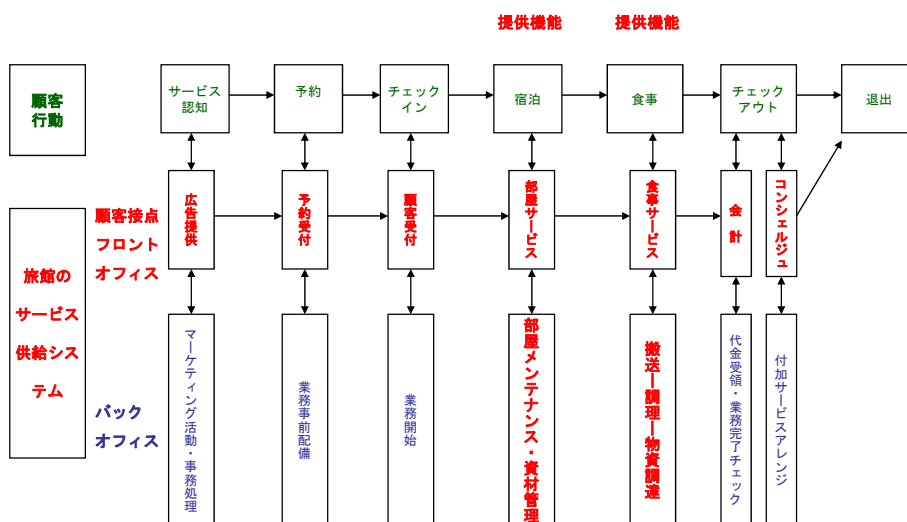 提供機能
提供機能
顧客
行動
サービス
認知
予約
チェック
イン
宿泊
食事
チェック
アウト
退出
旅館の
サービス
供給シス
テム
顧客接点
フロント
オフィス
広告提供
予約受付
顧客受付
部屋サービス
食事サービス
会計
コンシェルジュ
バック
オフィス
マーケティング活動・事務処理
業務事前配備
業務開始
部屋メンテナンス・資材管理
搬送ー調理ー物資調達
代金受領・業務完了チェック
付加サービスアレンジ